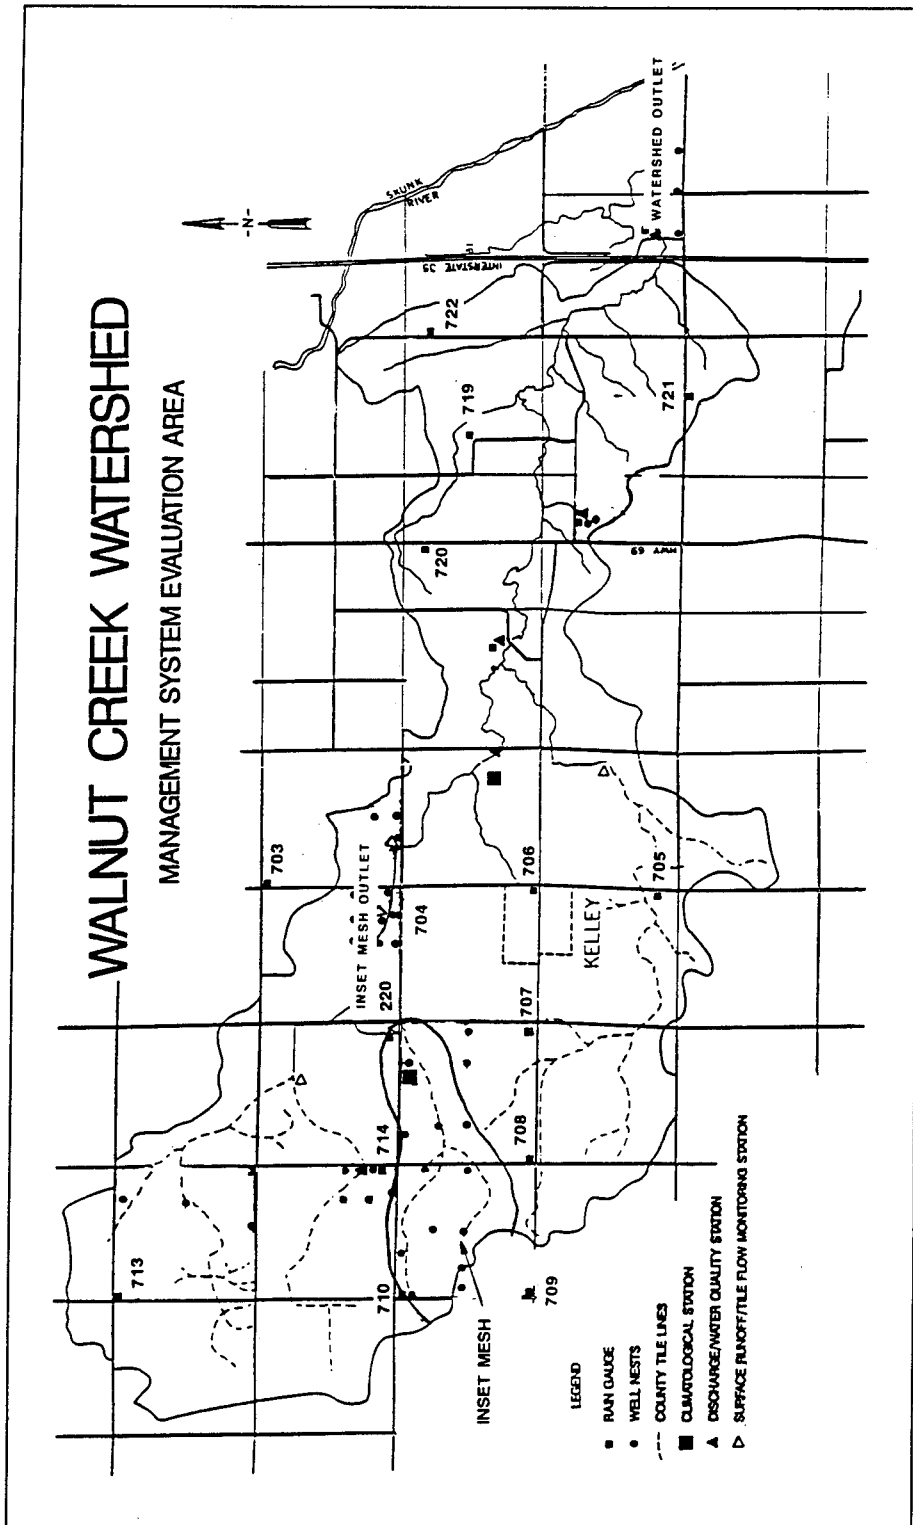 WALNUT CREEK WATERSHED
MANAGEMENT SYSTEM EVALUATION AREA
-N-
SKUNK
RIVER
INTERSTATE 35
WATERSHED OUTLET
722
719
721
720
HWY 69
703
INSET MESH OUTLET
704
706
705
KELLEY
220
707
714
708
713
710
709
INSET MESH
LEGEND
RAIN GAUGE
WELL NESTS
COUNTY TILE LINES
CLIMATOLOGICAL STATION
DISCHARGE/WATER QUALITY STATION
SURFACE RUNOFF/TILE FLOW MONITORING STATION